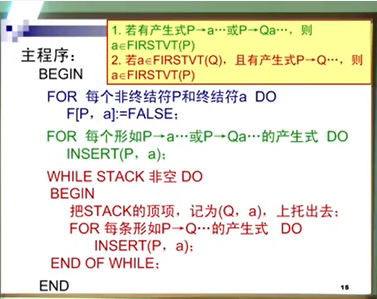 1. 若有产生式P→a…或P→Qa…，则
a∈FIRSTVT(P)
2. 若a∈FIRSTVT(Q)，且有产生式P→Q…，则
a∈FIRSTVT(P)
主程序：
BEGIN
FOR 每个非终结符P和终结符a DO
F[P，a]:=FALSE；
FOR 每个形如P→a…或P→Qa…的产生式 DO
INSERT(P，a)；
WHILE STACK 非空 DO
BEGIN
把STACK的顶项，记为(Q，a)，上托出去；
FOR 每条形如P→Q…的产生式 DO
INSERT(P，a)；
END OF WHILE；
END
18